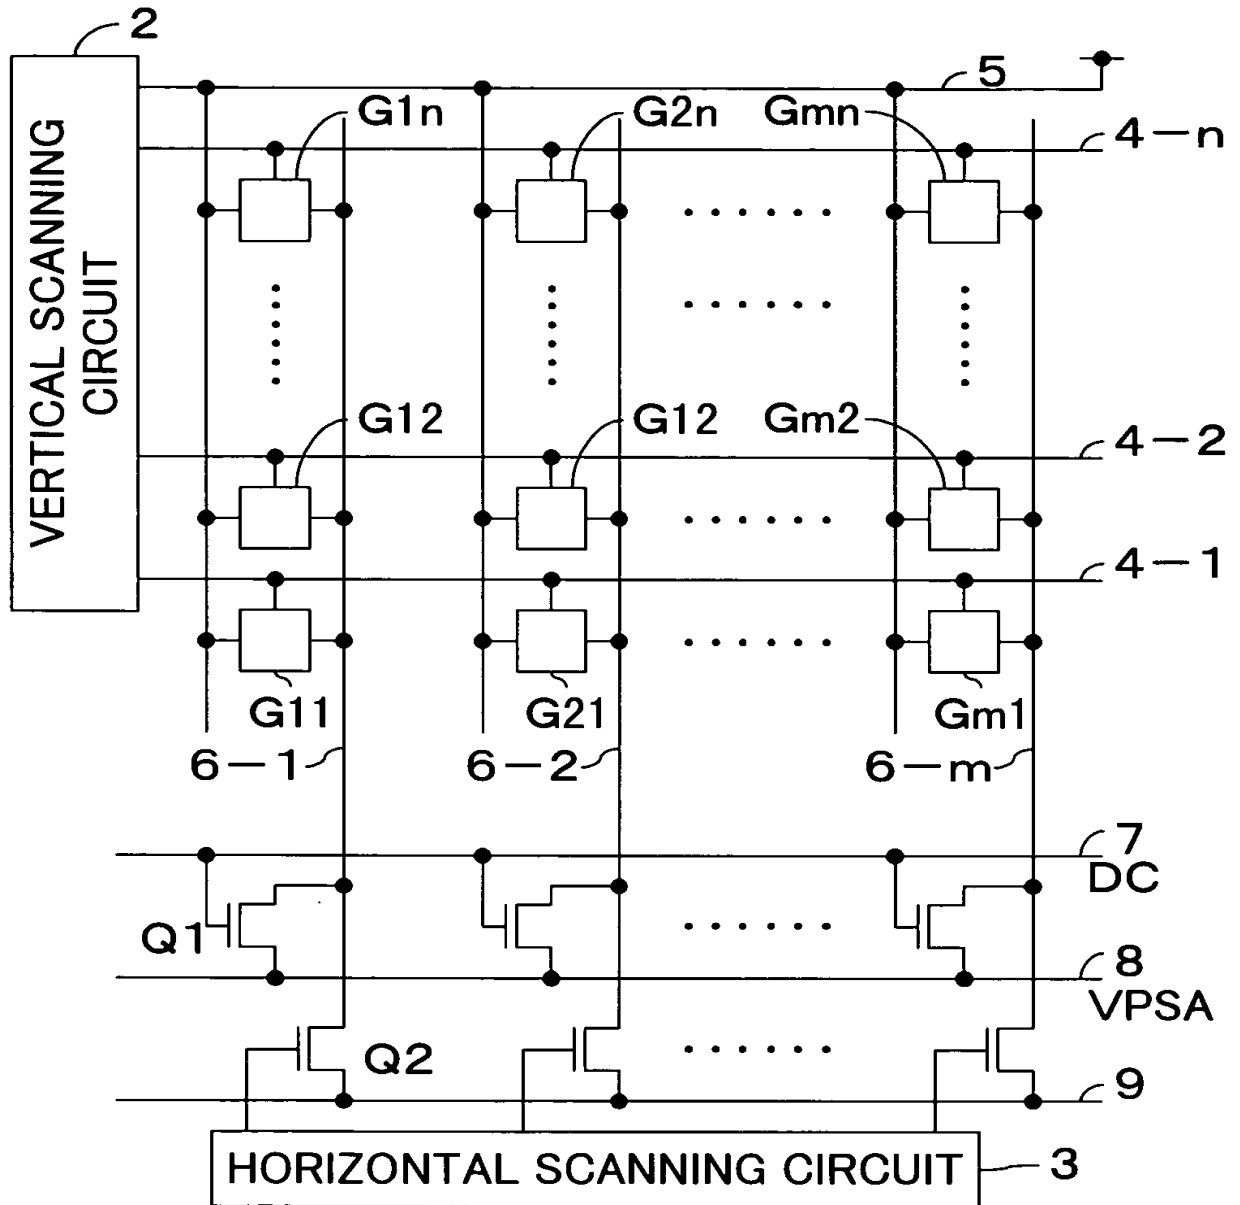 2
5
G1n G2n Gmn
4-n
VERTICAL SCANNING
CIRCUIT
G12 G12 Gm2
4-2
4-1
G11 G21 Gm1
6-1 6-2 6-m
7
DC
Q1
8
VPSA
Q2
9
HORIZONTAL SCANNING CIRCUIT
3